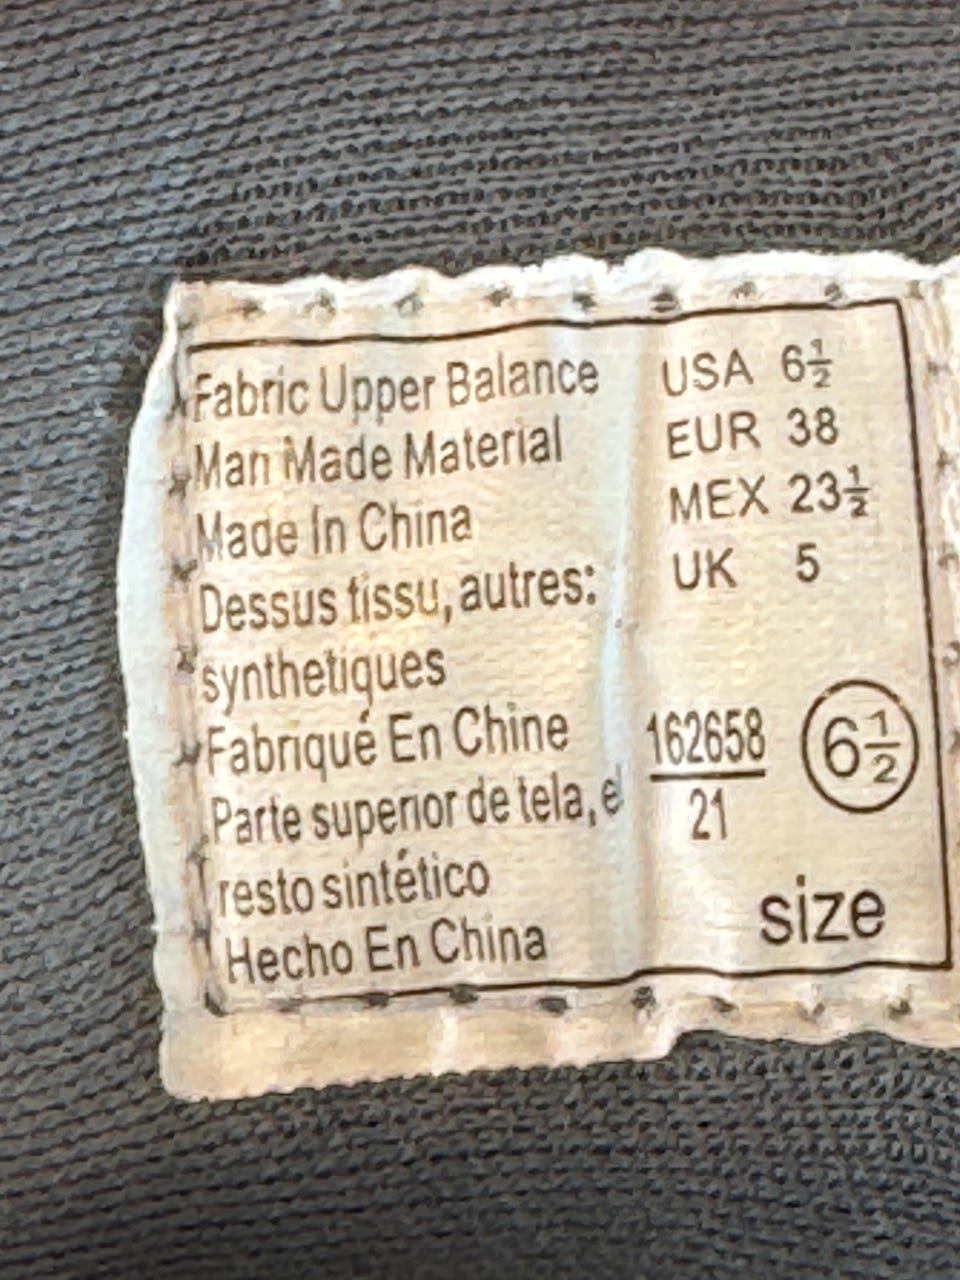 Fabric Upper Balance
Man Made Material
Made In China
Dessus tissu, autres:
synthetiques
Fabriqué En Chine
Parte superior de tela, el
resto sintético
Hecho En China
USA 6½
EUR 38
MEX 23½
UK 5
162658
21
6½
size